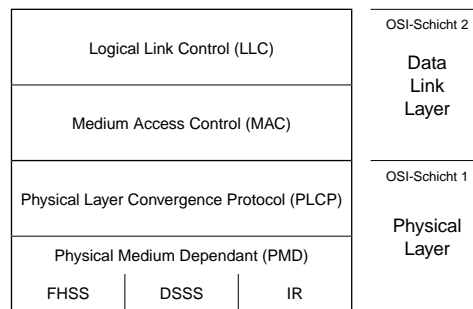 Logical Link Control (LLC)
Medium Access Control (MAC)
Physical Layer Convergence Protocol (PLCP)
Physical Medium Dependant (PMD)
FHSS
DSSS
IR
OSI-Schicht 2
Data
Link
Layer
OSI-Schicht 1
Physical
Layer